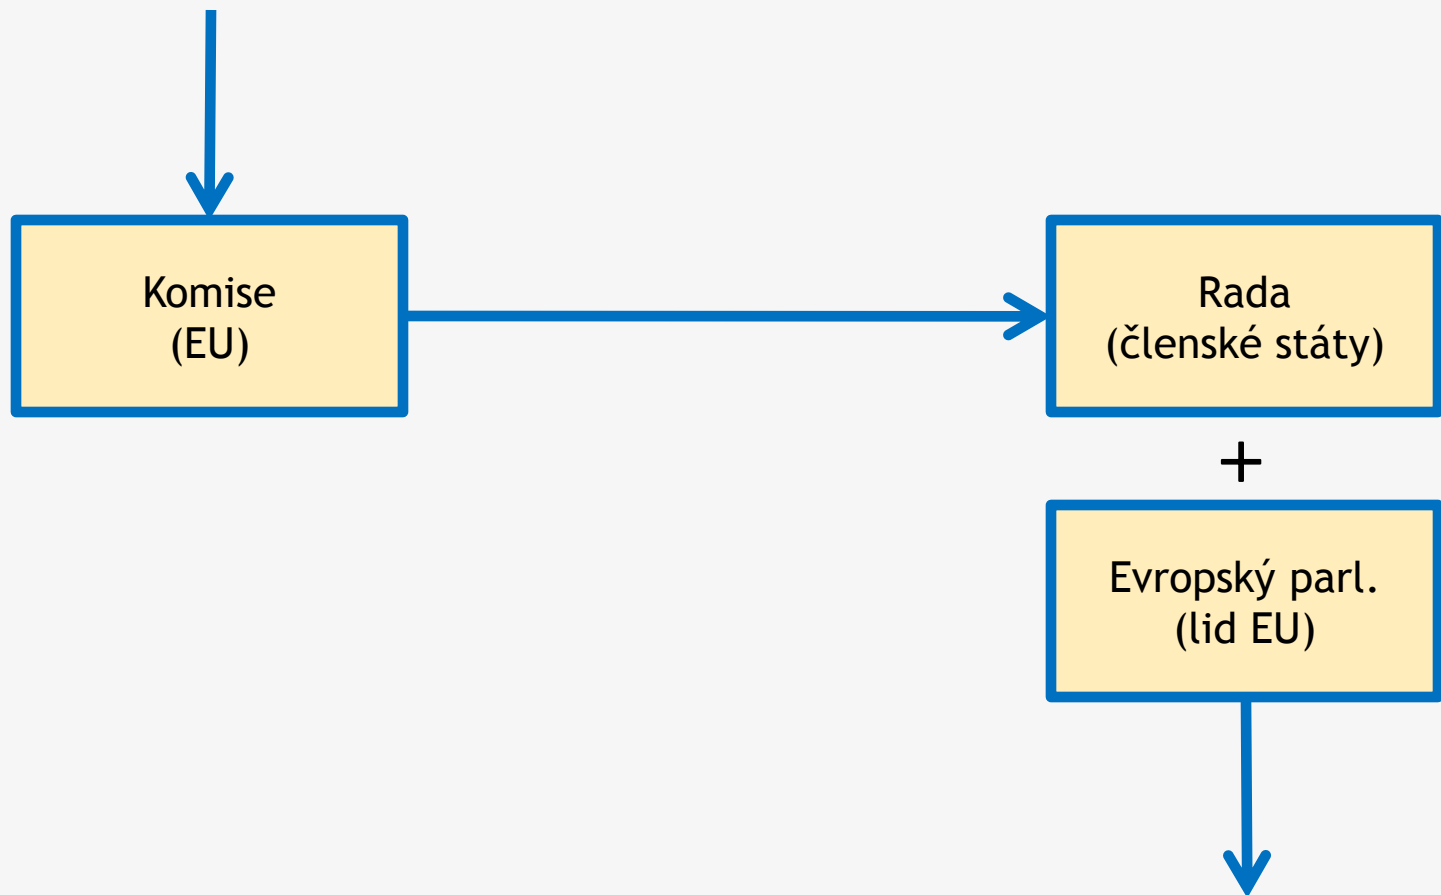 Komise
(EU)
Rada
(členské státy)
+
Evropský parl.
(lid EU)